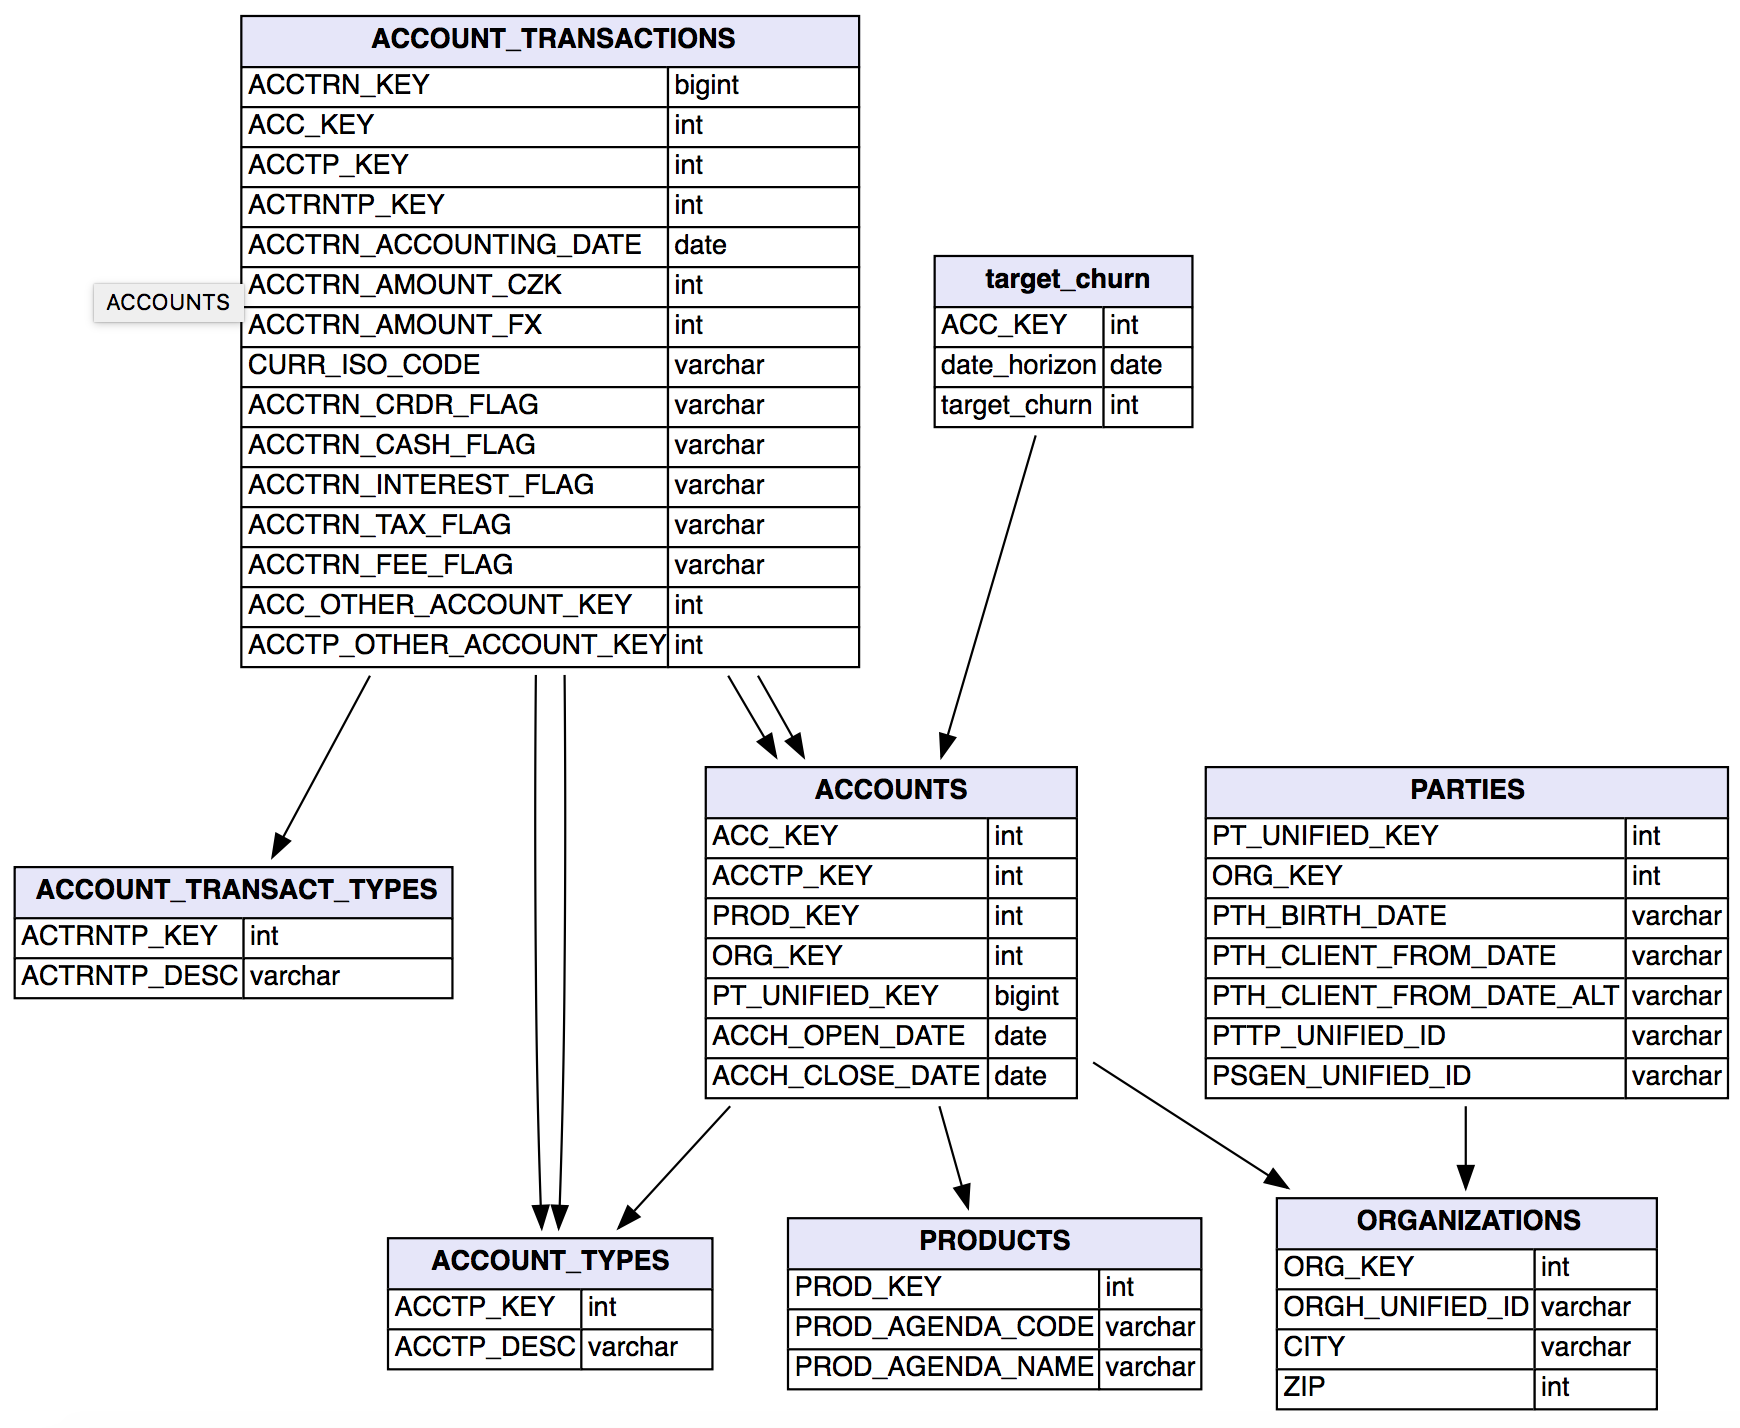 ACCOUNT_TRANSACTIONS
ACCTRN_KEY bigint
ACC_KEY int
ACCTP_KEY int
ACTRNTP_KEY int
ACCTRN_ACCOUNTING_DATE date
ACCTRN_AMOUNT_CZK int
ACCTRN_AMOUNT_FX int
CURR_ISO_CODE varchar
ACCTRN_CRDR_FLAG varchar
ACCTRN_CASH_FLAG varchar
ACCTRN_INTEREST_FLAG varchar
ACCTRN_TAX_FLAG varchar
ACCTRN_FEE_FLAG varchar
ACC_OTHER_ACCOUNT_KEY int
ACCTP_OTHER_ACCOUNT_KEY int
ACCOUNTS
target_churn
ACC_KEY int
date_horizon date
target_churn int
ACCOUNTS
ACC_KEY int
ACCTP_KEY int
PROD_KEY int
ORG_KEY int
PT_UNIFIED_KEY bigint
ACCH_OPEN_DATE date
ACCH_CLOSE_DATE date
PARTIES
PT_UNIFIED_KEY int
ORG_KEY int
PTH_BIRTH_DATE varchar
PTH_CLIENT_FROM_DATE varchar
PTH_CLIENT_FROM_DATE_ALT varchar
PTTP_UNIFIED_ID varchar
PSGEN_UNIFIED_ID varchar
ACCOUNT_TRANSACT_TYPES
ACTRNTP_KEY int
ACTRNTP_DESC varchar
ACCOUNT_TYPES
ACCTP_KEY int
ACCTP_DESC varchar
PRODUCTS
PROD_KEY int
PROD_AGENDA_CODE varchar
PROD_AGENDA_NAME varchar
ORGANIZATIONS
ORG_KEY int
ORGH_UNIFIED_ID varchar
CITY varchar
ZIP int